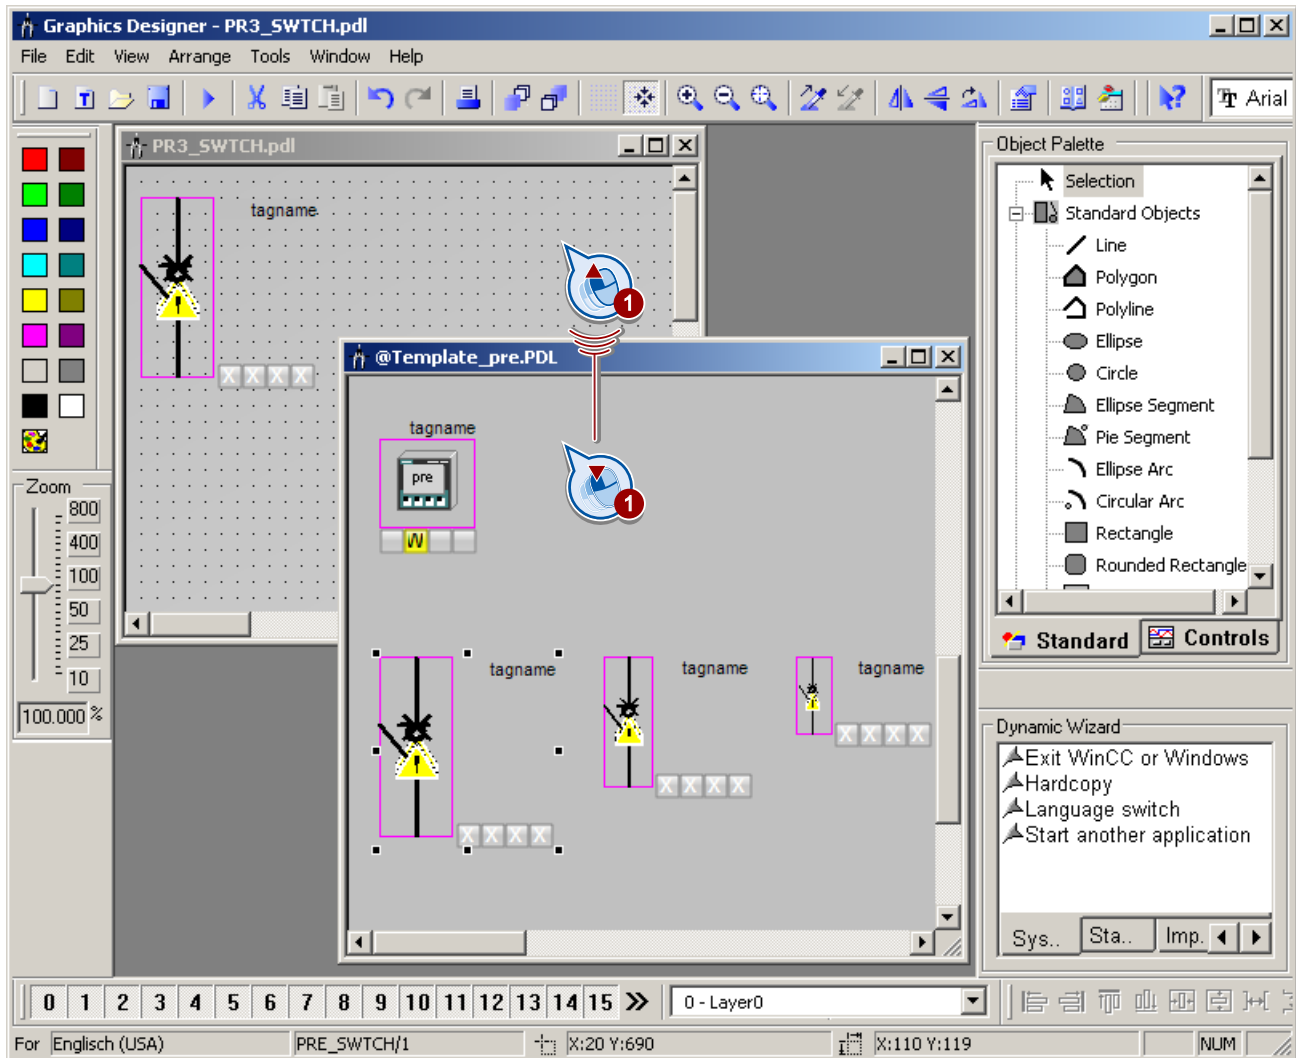 Graphics Designer - PR3_SWTCH.pdl
File Edit View Arrange Tools Window Help
T
Arial
PR3_SWTCH.pdl
tagname
X X X X
1
@Template_pre.PDL
tagname
pre
W
1
tagname
X X X X
tagname
X X X X
tagname
X X X X
Zoom
800
400
100
50
25
10
100.000 %
Object Palette
Selection
Standard Objects
Line
Polygon
Polyline
Ellipse
Circle
Ellipse Segment
Pie Segment
Ellipse Arc
Circular Arc
Rectangle
Rounded Rectangle
Standard Controls
Dynamic Wizard
Exit WinCC or Windows
Hardcopy
Language switch
Start another application
Sys.. Sta.. Imp.
0 1 2 3 4 5 6 7 8 9 10 11 12 13 14 15
0 - Layer0
For Englisch (USA) PRE_SWTCH/1 X:20 Y:690 X:110 Y:119 NUM